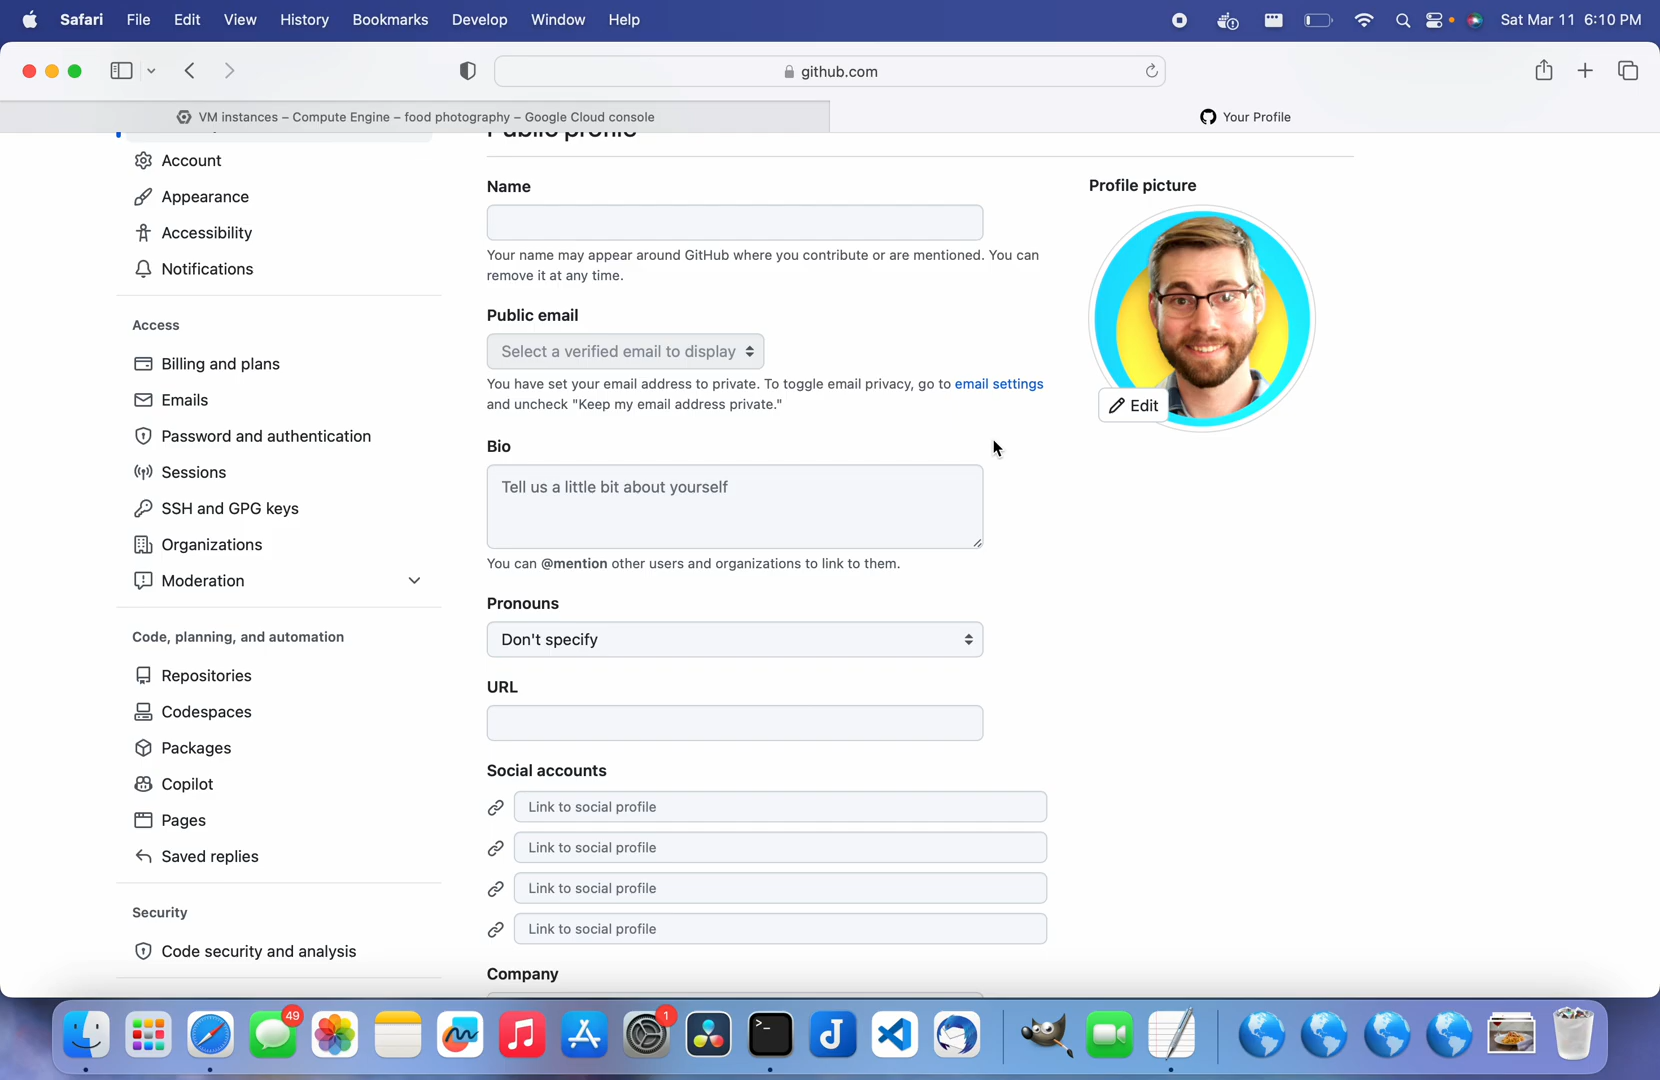 Safari File Edit View History Bookmarks Develop Window Help Sat Mar 11 6:10 PM
github.com
VM instances – Compute Engine – food photography – Google Cloud console
Your Profile
Public profile
Account
Appearance
Accessibility
Notifications
Access
Billing and plans
Emails
Password and authentication
Sessions
SSH and GPG keys
Organizations
Moderation
Code, planning, and automation
Repositories
Codespaces
Packages
Copilot
Pages
Saved replies
Security
Code security and analysis
Name
Your name may appear around GitHub where you contribute or are mentioned. You can
remove it at any time.
Public email
Select a verified email to display
You have set your email address to private. To toggle email privacy, go to email settings
and uncheck "Keep my email address private."
Bio
Tell us a little bit about yourself
You can @mention other users and organizations to link to them.
Pronouns
Don't specify
URL
Social accounts
Link to social profile
Link to social profile
Link to social profile
Link to social profile
Company
Profile picture
Edit
49
1